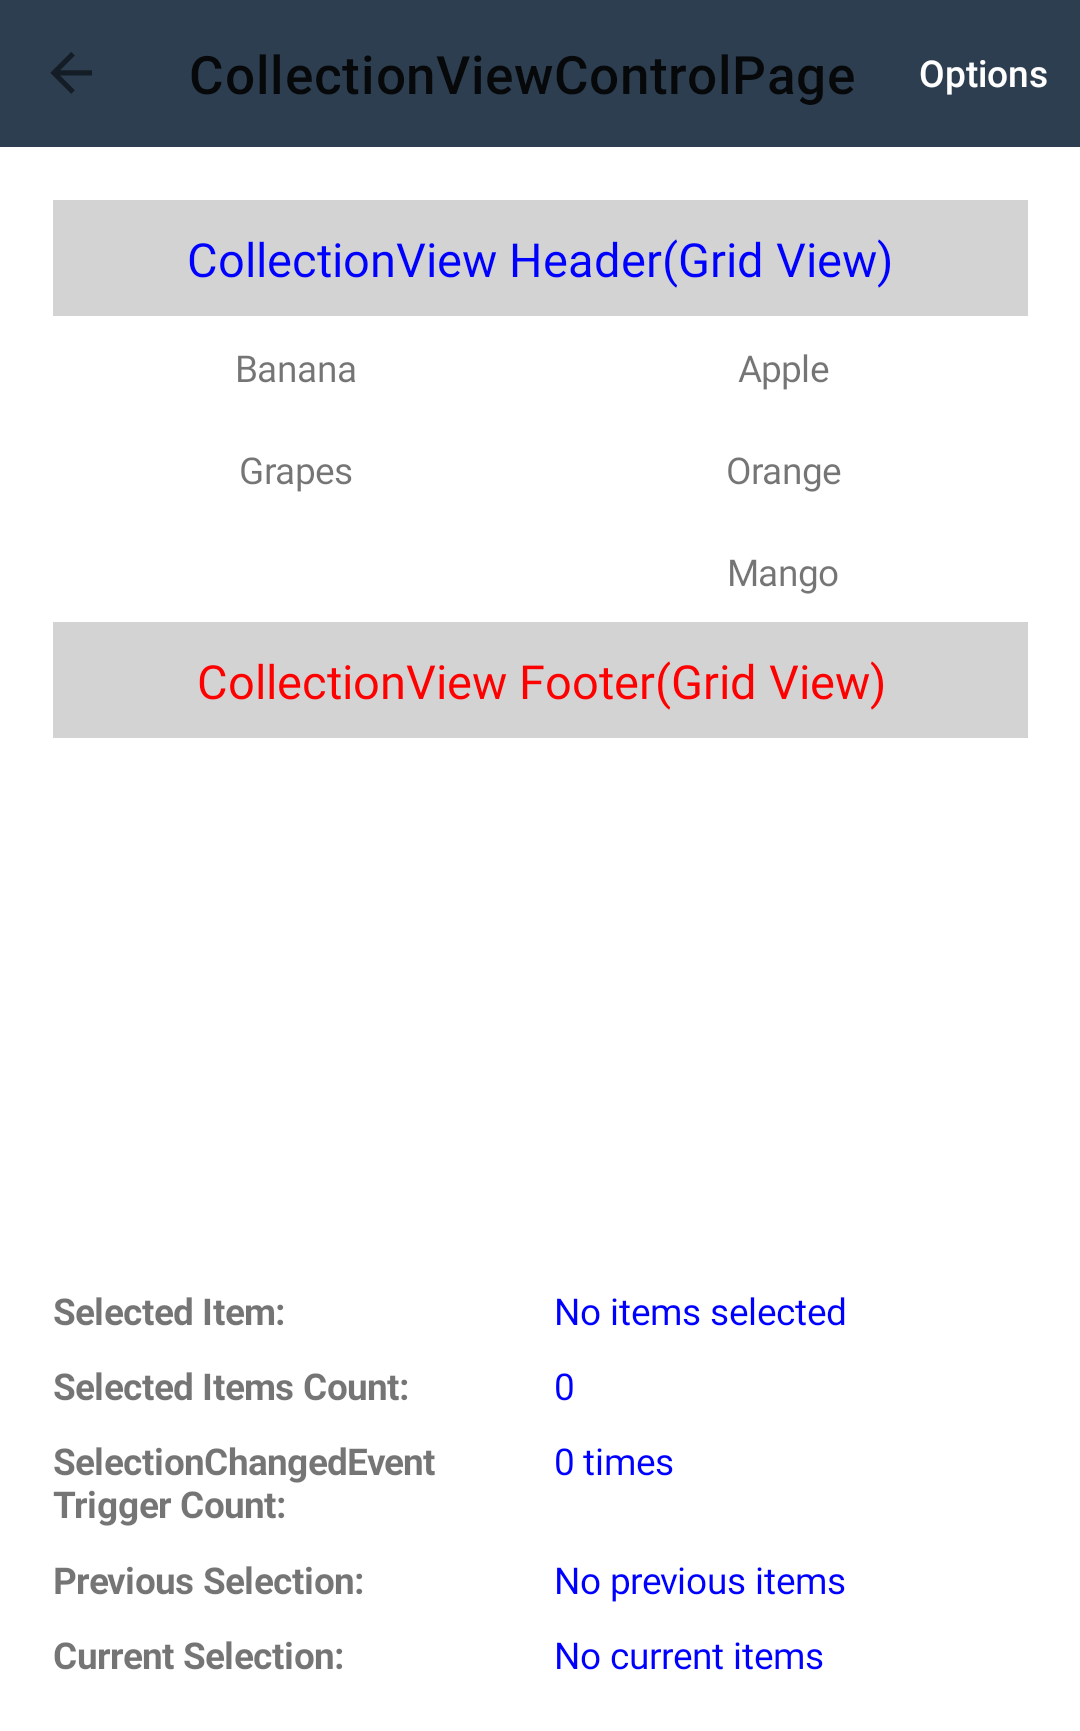 CollectionViewControlPage
Options
CollectionView Header(Grid View)
Banana
Apple
Grapes
Orange
Mango
CollectionView Footer(Grid View)
Selected Item:
No items selected
Selected Items Count:
0
SelectionChangedEvent
Trigger Count:
0 times
Previous Selection:
No previous items
Current Selection:
No current items